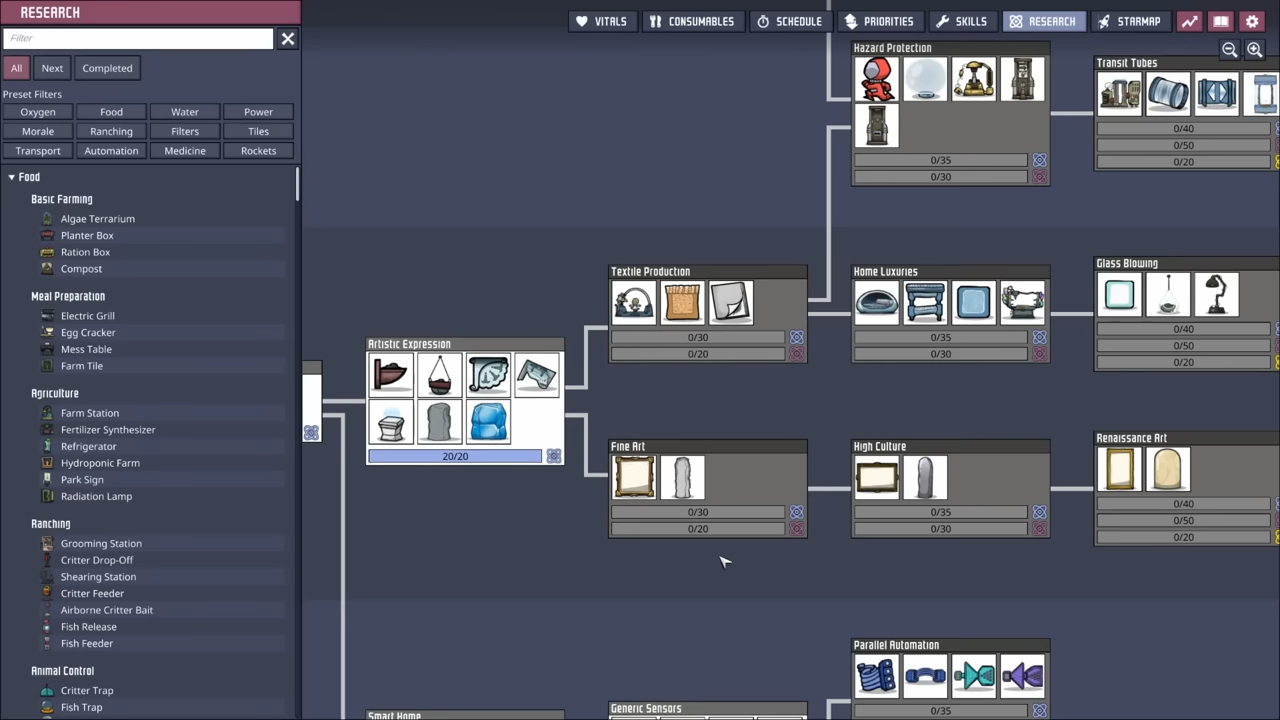 RESEARCH
Filter
All
Next
Completed
Preset Filters
Oxygen
Food
Water
Power
Morale
Ranching
Filters
Tiles
Transport
Automation
Medicine
Rockets
Food
Basic Farming
Algae Terrarium
Planter Box
Ration Box
Compost
Meal Preparation
Electric Grill
Egg Cracker
Mess Table
Farm Tile
Agriculture
Farm Station
Fertilizer Synthesizer
Refrigerator
Hydroponic Farm
Park Sign
Radiation Lamp
Ranching
Grooming Station
Critter Drop-Off
Shearing Station
Critter Feeder
Airborne Critter Bait
Fish Release
Fish Feeder
Animal Control
Critter Trap
Fish Trap
VITALS
CONSUMABLES
SCHEDULE
PRIORITIES
SKILLS
RESEARCH
STARMAP
Hazard Protection
0/35
0/30
Transit Tubes
0/40
0/50
0/20
Textile Production
0/30
0/20
Home Luxuries
0/35
0/30
Glass Blowing
0/40
0/50
0/20
Artistic Expression
20/20
Fine Art
0/30
0/20
High Culture
0/35
0/30
Renaissance Art
0/40
0/50
0/20
Parallel Automation
0/35
Generic Sensors
Smart Home